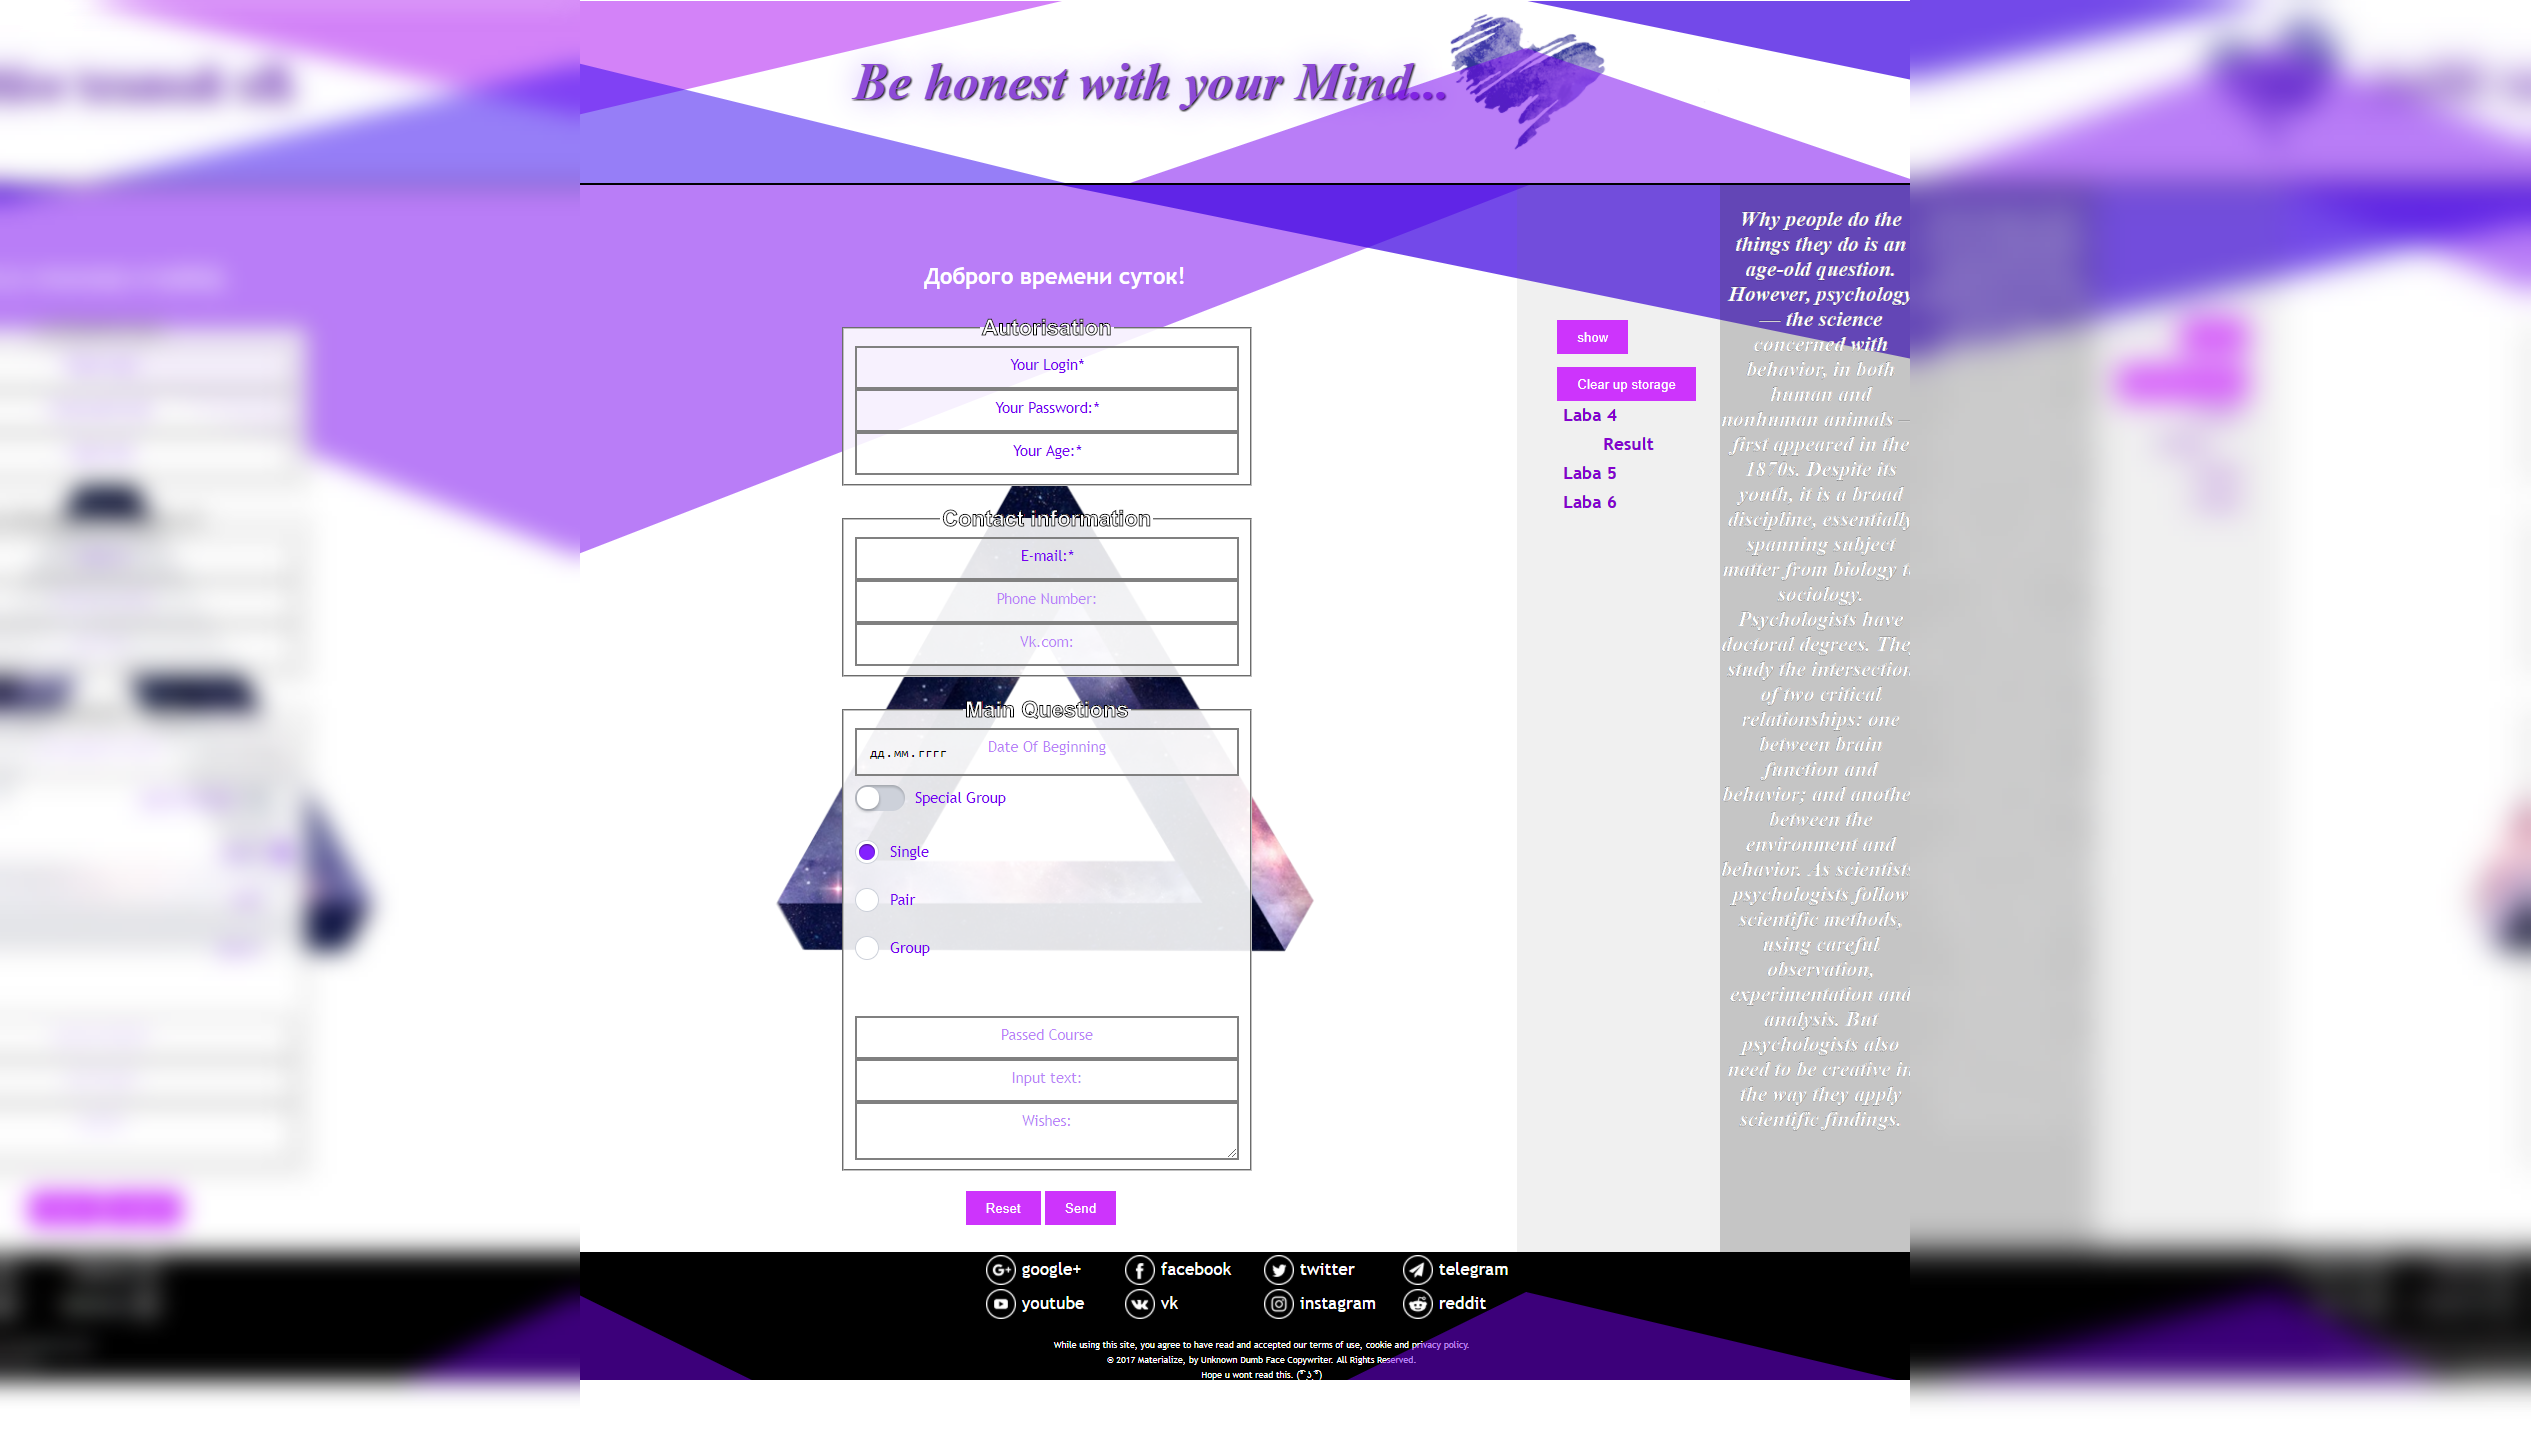 Be honest with your Mind...
Доброго времени суток!
Autorisation
Your Login*
Your Password:*
Your Age:*
Contact information
E-mail:*
Phone Number:
Vk.com:
Main Questions
Date Of Beginning
дд.мм.гггг
Special Group
Single
Pair
Group
Passed Course
Input text:
Wishes:
Reset Send
show
Clear up storage
Laba 4
Result
Laba 5
Laba 6
Why people do the
things they do is an
age-old question.
However, psychology
— the science
concerned with
behavior, in both
human and
nonhuman animals —
first appeared in the
1870s. Despite its
youth, it is a broad
discipline, essentially
spanning subject
matter from biology to
sociology.
Psychologists have
doctoral degrees. They
study the intersection
of two critical
relationships: one
between brain
function and
behavior; and another
between the
environment and
behavior. As scientists
psychologists follow
scientific methods,
using careful
observation,
experimentation and
analysis. But
psychologists also
need to be creative in
the way they apply
scientific findings.
google+ facebook twitter telegram
youtube vk instagram reddit
While using this site, you agree to have read and accepted our terms of use, cookie and privacy policy.
© 2017 Materialize, by Unknown Dumb Face Copywriter. All Rights Reserved.
Hope u wont read this. (͡° ͜ʖ ͡°)